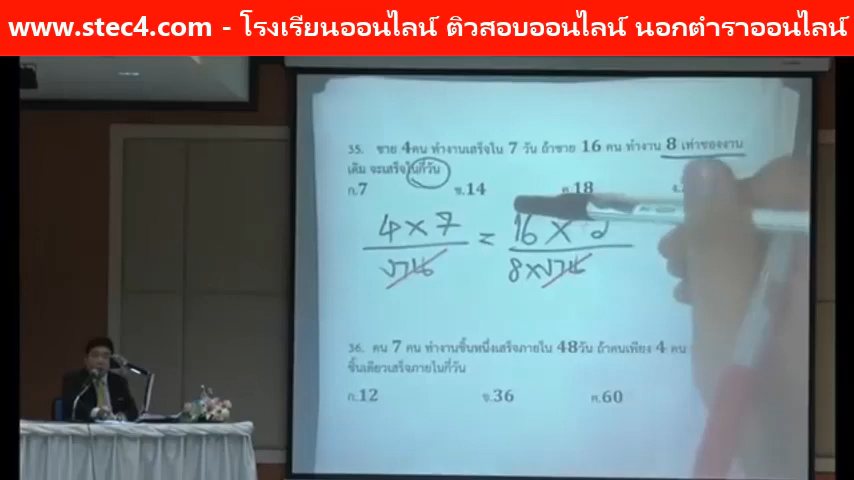 www.stec4.com - โรงเรียนออนไลน์ ติวสอบออนไลน์ นอกตำราออนไลน์
35. ชาย 4คน ทำงานเสร็จใน 7 วัน ถ้าชาย 16 คน ทำงาน 8 เท่าของงาน
เดิม จะเสร็จในกี่วัน
ก.7 ข.14 ค.18
4 x 7 = 16 x
งาน 8xงาน
36. คน 7 คน ทำงานชิ้นหนึ่งเสร็จภายใน 48วัน ถ้าคนเพียง 4 คน
ชิ้นเดียวเสร็จภายในกี่วัน
ก.12 ข.36 ค.60